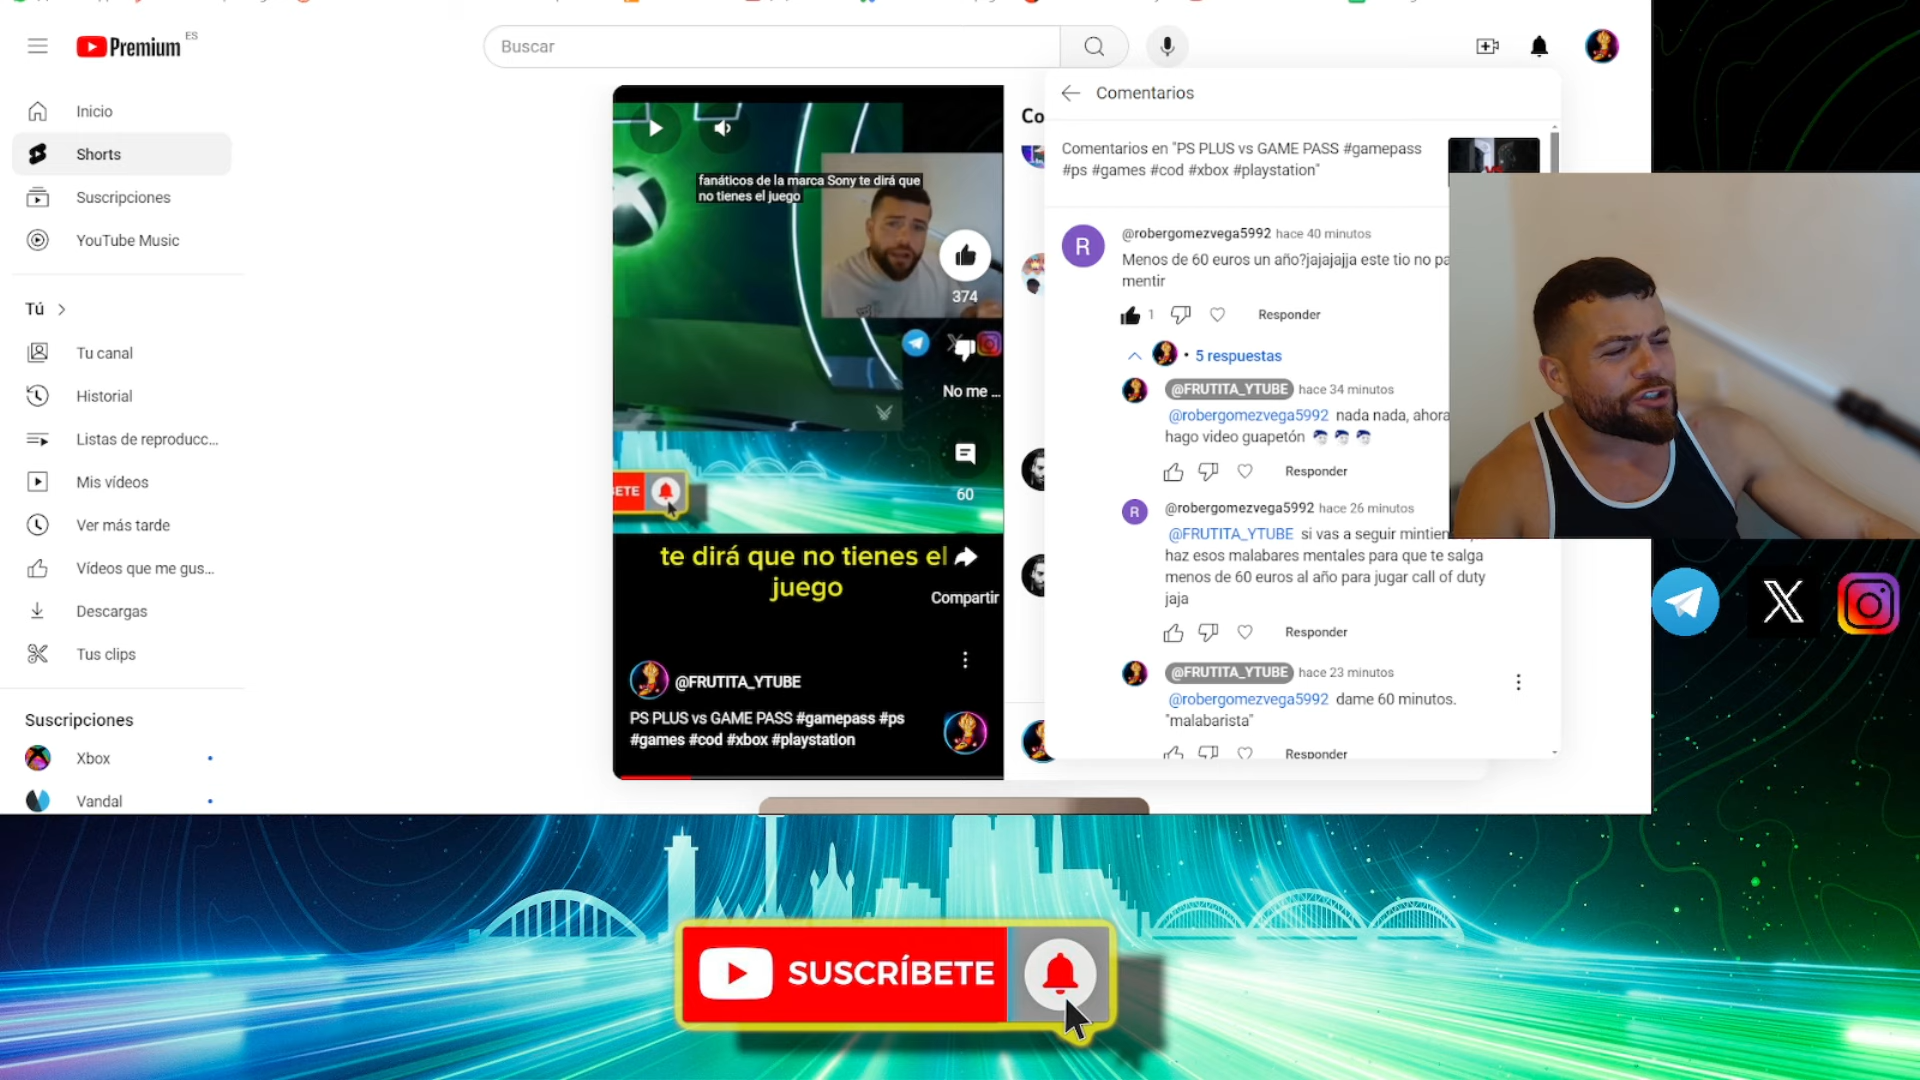 Premium ES
Buscar
Inicio
Shorts
Suscripciones
YouTube Music
Tú
Tu canal
Historial
Listas de reproducc...
Mis vídeos
Ver más tarde
Vídeos que me gus...
Descargas
Tus clips
Suscripciones
Xbox
Vandal
fanáticos de la marca Sony te dirá que
no tienes el juego
374
No me ...
60
ETE
te dirá que no tienes el
juego
Compartir
@FRUTITA_YTUBE
PS PLUS vs GAME PASS #gamepass #ps
#games #cod #xbox #playstation
Co
Comentarios
Comentarios en "PS PLUS vs GAME PASS #gamepass
#ps #games #cod #xbox #playstation"
R
@robergomezvega5992 hace 40 minutos
Menos de 60 euros un año?jajajajja este tio no pa
mentir
1
Responder
• 5 respuestas
@FRUTITA_YTUBE hace 34 minutos
@robergomezvega5992 nada nada, ahora
hago video guapetón
Responder
R
@robergomezvega5992 hace 26 minutos
@FRUTITA_YTUBE si vas a seguir mintien
haz esos malabares mentales para que te salga
menos de 60 euros al año para jugar call of duty
jaja
Responder
@FRUTITA_YTUBE hace 23 minutos
@robergomezvega5992 dame 60 minutos.
"malabarista"
Responder
SUSCRÍBETE